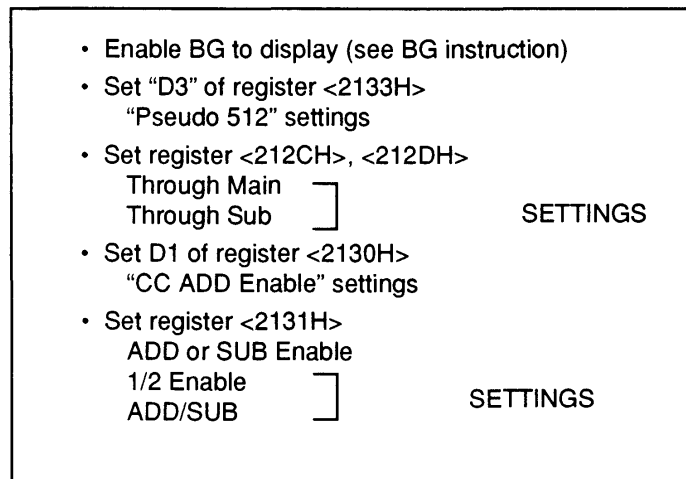 • Enable BG to display (see BG instruction)
• Set “D3” of register <2133H>
“Pseudo 512” settings
• Set register <212CH>, <212DH>
Through Main
Through Sub SETTINGS
• Set D1 of register <2130H>
“CC ADD Enable” settings
• Set register <2131H>
ADD or SUB Enable
1/2 Enable
ADD/SUB SETTINGS